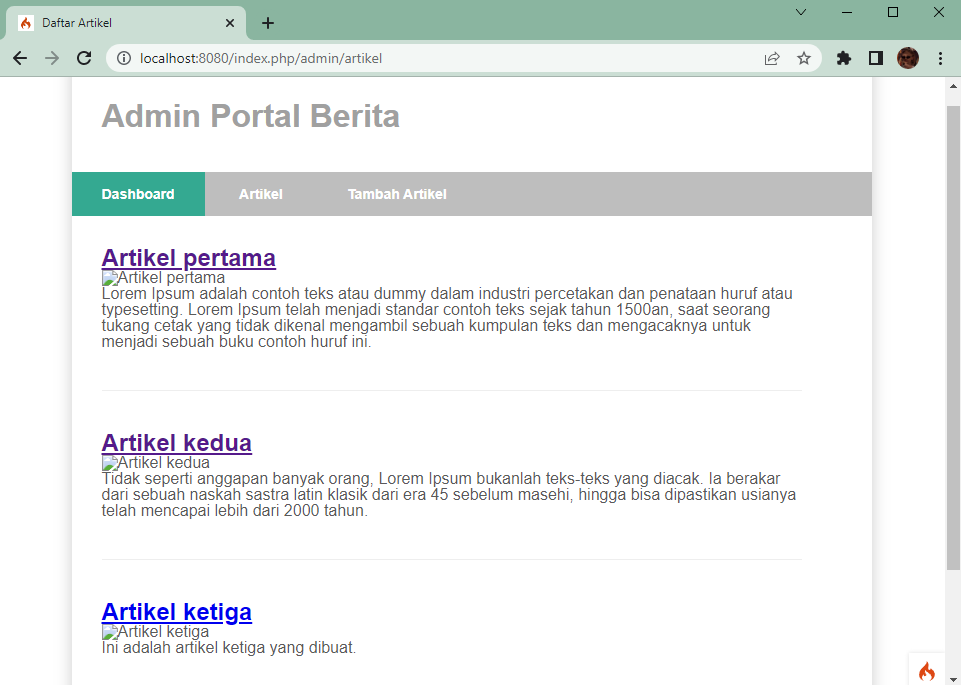 Daftar Artikel
localhost:8080/index.php/admin/artikel
Admin Portal Berita
Dashboard Artikel Tambah Artikel
Artikel pertama
Artikel pertama
Lorem Ipsum adalah contoh teks atau dummy dalam industri percetakan dan penataan huruf atau
typesetting. Lorem Ipsum telah menjadi standar contoh teks sejak tahun 1500an, saat seorang
tukang cetak yang tidak dikenal mengambil sebuah kumpulan teks dan mengacaknya untuk
menjadi sebuah buku contoh huruf ini.
Artikel kedua
Artikel kedua
Tidak seperti anggapan banyak orang, Lorem Ipsum bukanlah teks-teks yang diacak. Ia berakar
dari sebuah naskah sastra latin klasik dari era 45 sebelum masehi, hingga bisa dipastikan usianya
telah mencapai lebih dari 2000 tahun.
Artikel ketiga
Artikel ketiga
Ini adalah artikel ketiga yang dibuat.